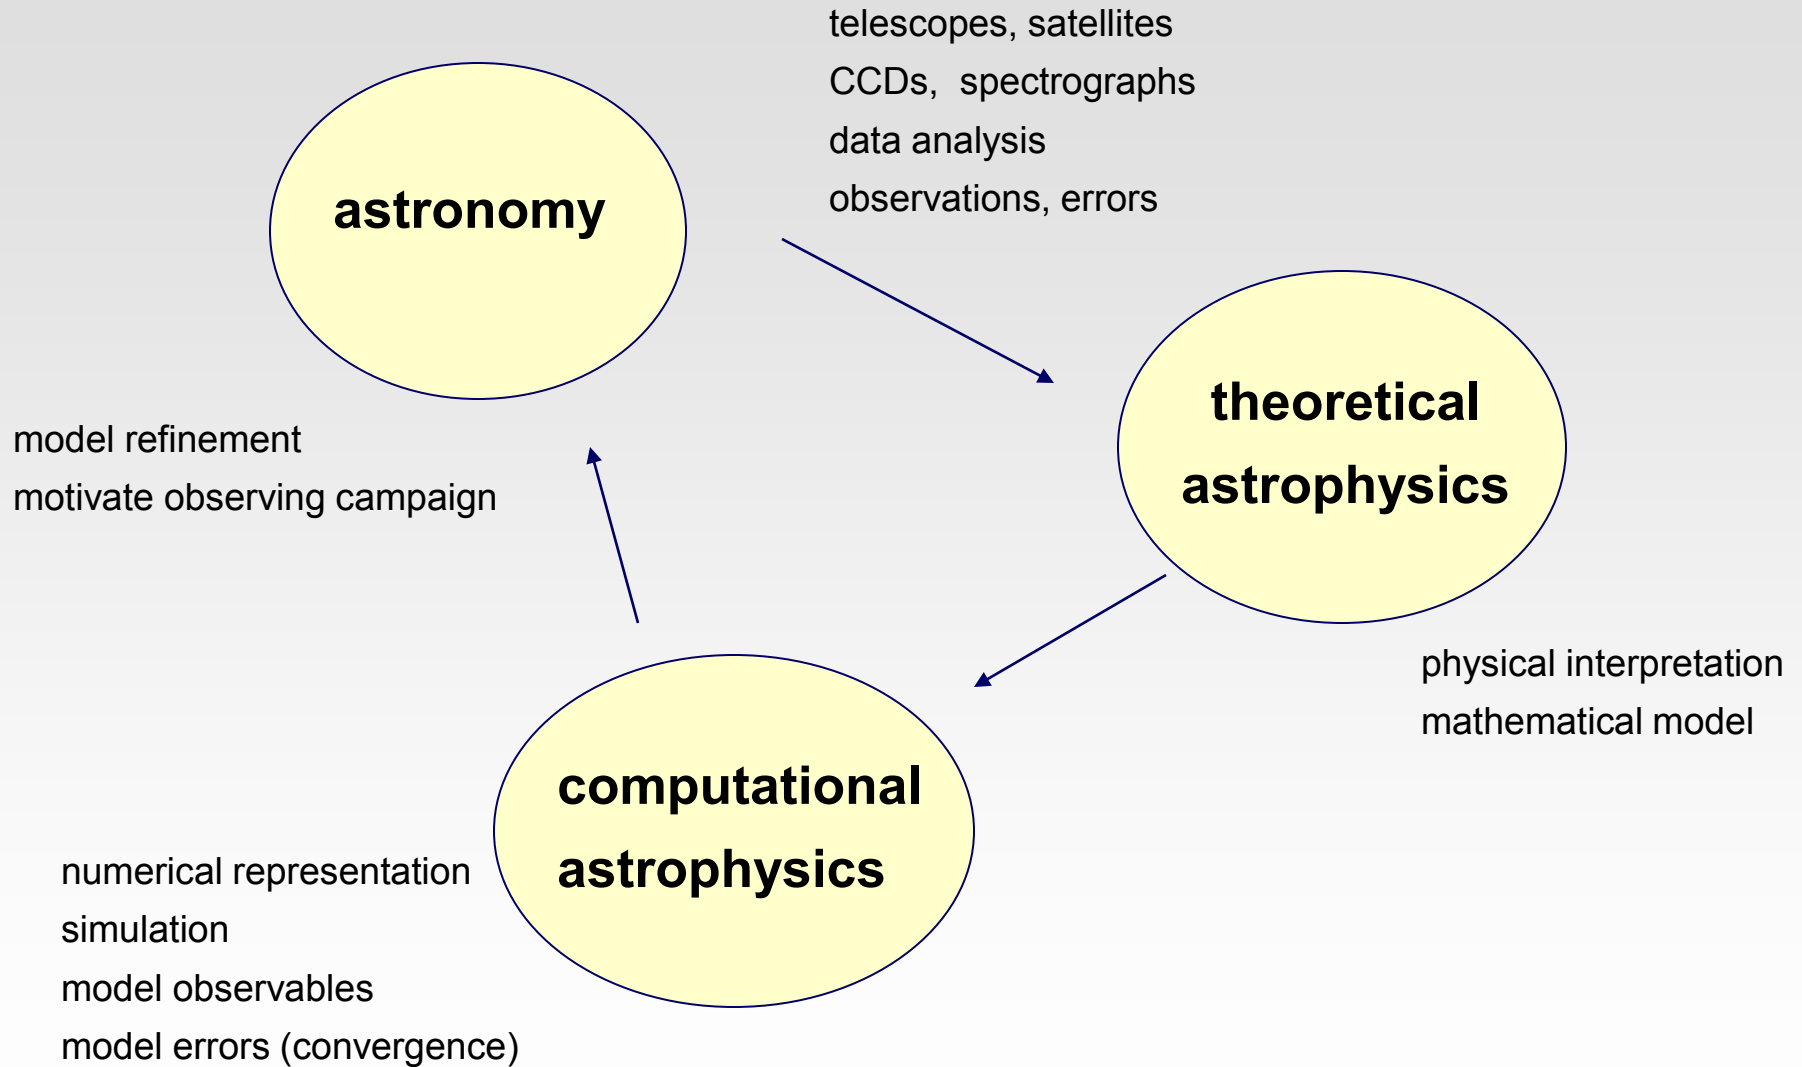 telescopes, satellites
CCDs, spectrographs
data analysis
observations, errors
astronomy
theoretical
astrophysics
model refinement
motivate observing campaign
physical interpretation
mathematical model
computational
astrophysics
numerical representation
simulation
model observables
model errors (convergence)